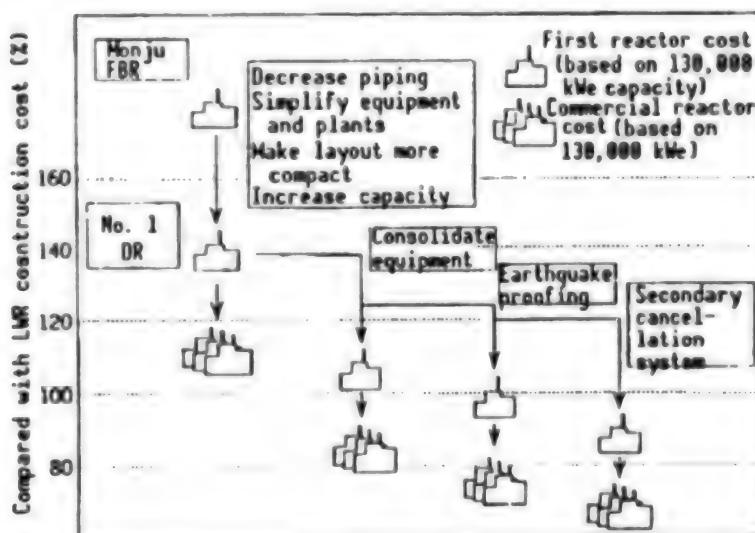 Compared with LWR cosntruction cost (%)
160
140
120
100
80
Monju
FBR
No. 1
DR
Decrease piping
Simplify equipment
and plants
Make layout more
compact
Increase capacity
First reactor cost
(based on 130,000
kWe capacity)
Commercial reactor
cost (based on
130,000 kWe)
Consolidate
equipment
Earthquake
proofing
Secondary
cancel-
lation
system